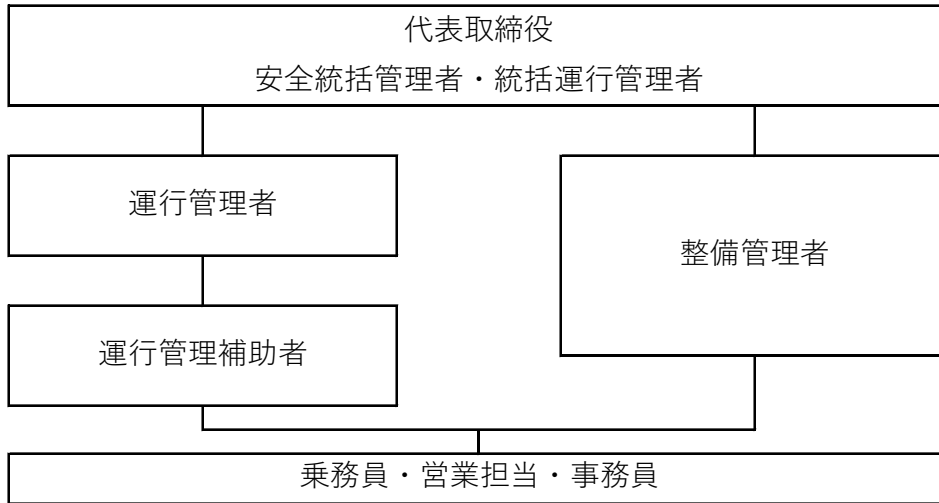 代表取締役
安全統括管理者・統括運行管理者
運行管理者
整備管理者
運行管理補助者
乗務員・営業担当・事務員